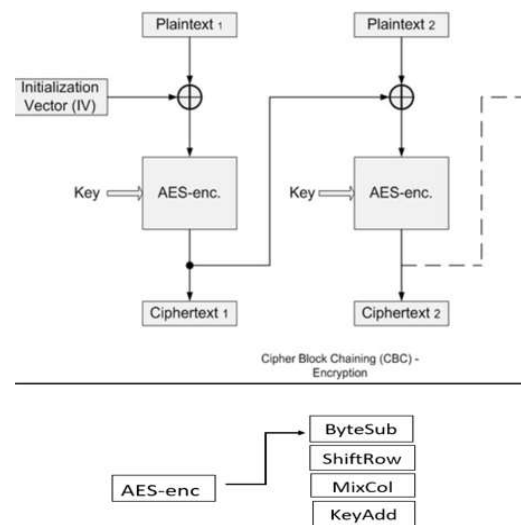 Plaintext 1
Plaintext 2
Initialization
Vector (IV)
Key
AES-enc.
Key
AES-enc.
Ciphertext 1
Ciphertext 2
Cipher Block Chaining (CBC) -
Encryption
AES-enc
ByteSub
ShiftRow
MixCol
KeyAdd